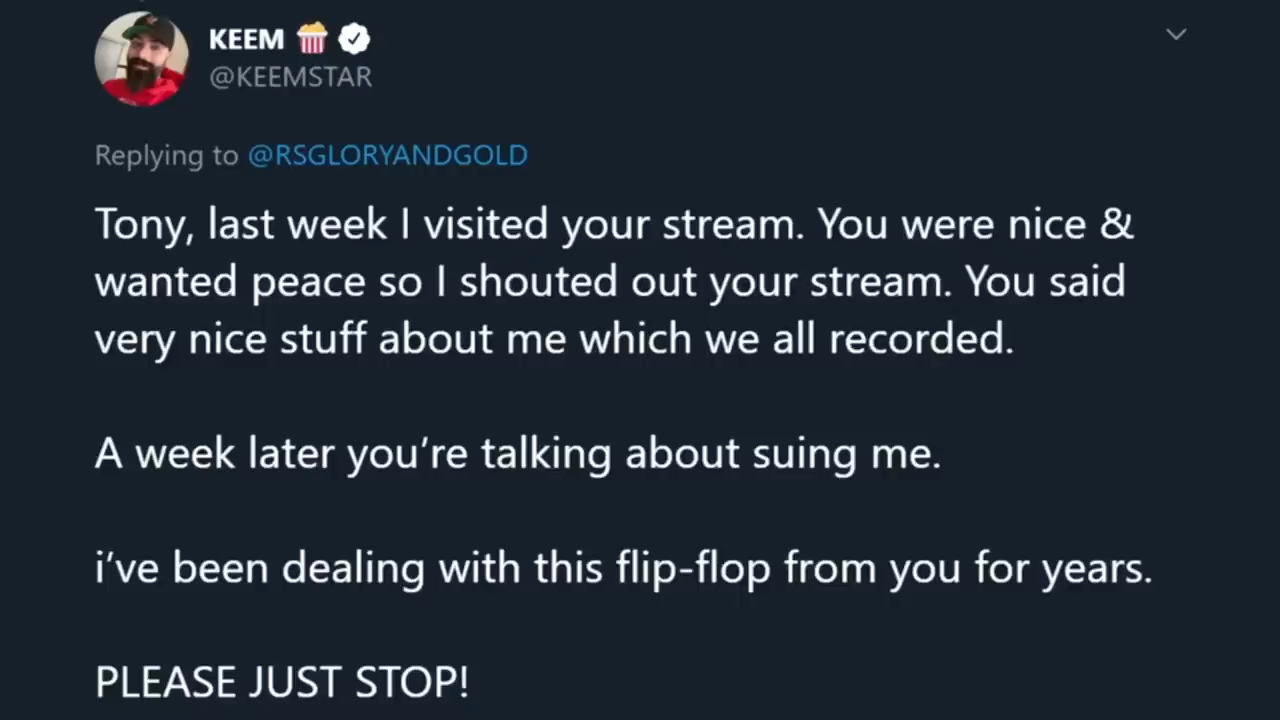 KEEM 🍿
@KEEMSTAR
Replying to @RSGLORYANDGOLD
Tony, last week I visited your stream. You were nice &
wanted peace so I shouted out your stream. You said
very nice stuff about me which we all recorded.
A week later you're talking about suing me.
i've been dealing with this flip-flop from you for years.
PLEASE JUST STOP!